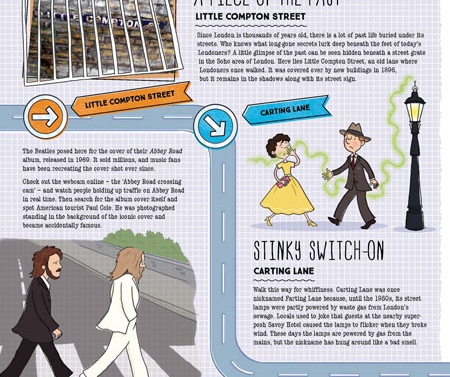 A PIECE OF THE PAST
LITTLE COMPTON STREET
Since London is thousands of years old, there is a lot of past life buried under its
streets. Who knows what long-gone secrets lurk deep beneath the feet of today's
Londoners? A little glimpse of the past can be seen hidden beneath a street grate
in the Soho area of London. Here lies Little Compton Street, an old lane where
Londoners once walked. It was covered over by new buildings in 1896,
but it remains in the shadows along with its street sign.
LITTLE COMPTON STREET
CARTING LANE
The Beatles posed here for the cover of their Abbey Road
album, released in 1969. It sold millions, and music fans
have been recreating the cover shot ever since.
Check out the webcam online – the 'Abbey Road crossing
cam' – and watch people holding up traffic on Abbey Road
in real time. Then search for the album cover itself and
spot American tourist Paul Cole. He was photographed
standing in the background of the iconic cover and
became accidentally famous.
STINKY SWITCH-ON
CARTING LANE
Walk this way for whiffiness. Carting Lane was once
nicknamed Farting Lane because, until the 1950s, its street
lamps were partly powered by waste gas from London's
sewage. Locals used to joke that guests at the nearby super-
posh Savoy Hotel caused the lamps to flicker when they broke
wind. These days the lamps are powered by gas from the
mains, but the nickname has hung around like a bad smell.